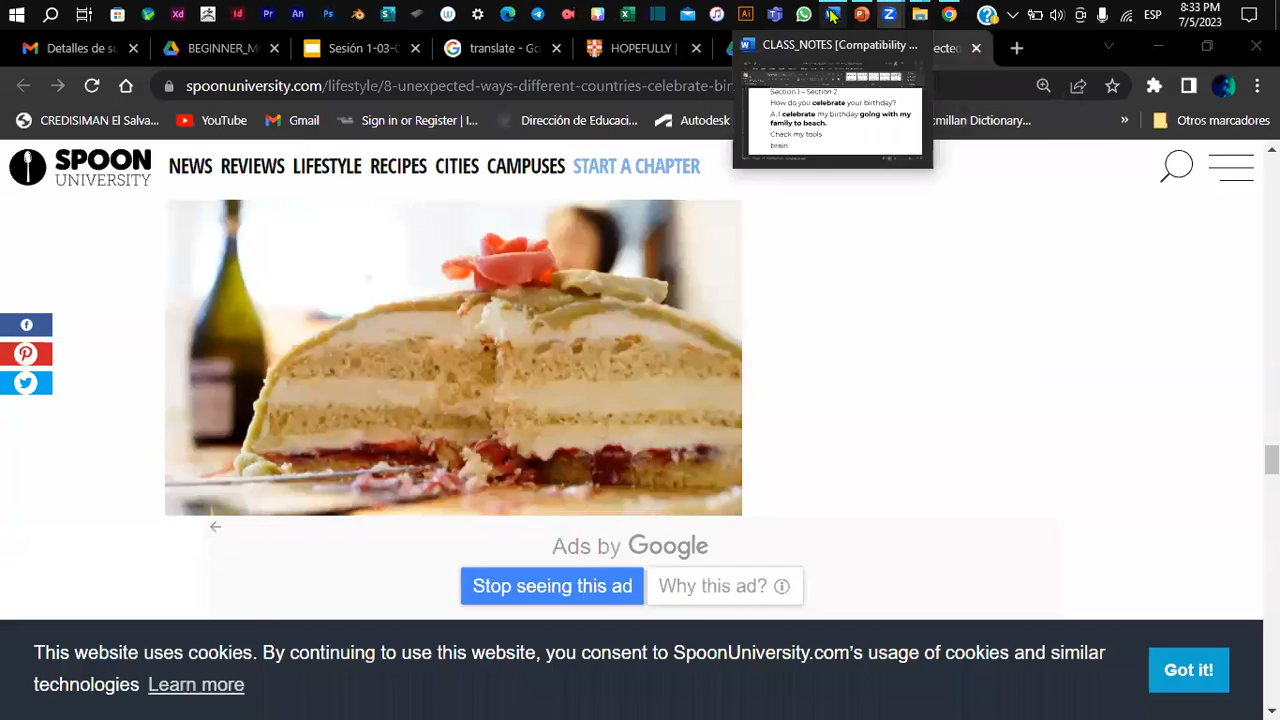 8:33 PM
ESP
7/5/2023
Detalles de su
BEGINNER_M
Sesión 1-03-0
translate - Go
HOPEFULLY |
CLASS_NOTES [Compatibility ...
spoonuniversity.com/lifestyle/8-unexpected-ways-different-countries-celebrate-bir
CREDIUNIAN El Salva...
YouTube
Gmail
Sign in or Register |...
Dirección de Educaci...
Autodesk
millan Dictionary...
»
Otros marcadores
Section 1 - Section 2
How do you celebrate your birthday?
A. I celebrate my birthday going with my
family to beach.
Check my tools
brain
SPOON
UNIVERSITY
NEWS REVIEWS LIFESTYLE RECIPES CITIES CAMPUSES START A CHAPTER
Ads by Google
Stop seeing this ad
Why this ad?
This website uses cookies. By continuing to use this website, you consent to SpoonUniversity.com's usage of cookies and similar
technologies Learn more
Got it!